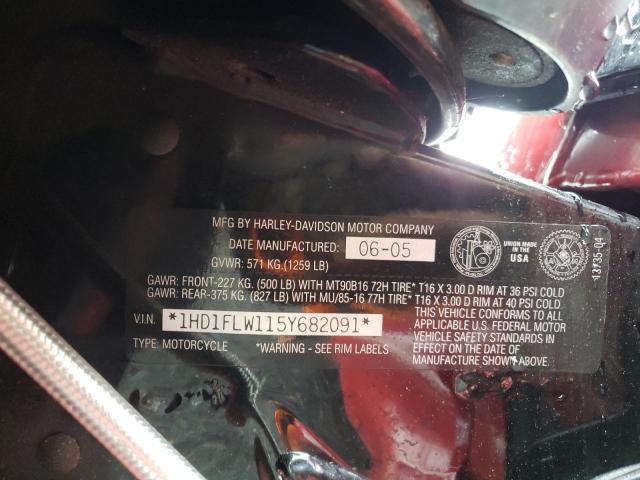 MFG BY HARLEY-DAVIDSON MOTOR COMPANY
DATE MANUFACTURED: 06-05
GVWR: 571 KG (1259 LB)
UNION MADE IN THE
USA
13735-04
GAWR: FRONT-227 KG. (500 LB) WITH MT90B16 72H TIRE* T16 X 3.00 D RIM AT 36 PSI COLD
GAWR: REAR-375 KG. (827 LB) WITH MU/85-16 77H TIRE* T16 X 3.00 D RIM AT 40 PSI COLD
V.I.N. *1HD1FLW115Y682091*
THIS VEHICLE CONFORMS TO ALL
APPLICABLE U.S. FEDERAL MOTOR
VEHICLE SAFETY STANDARDS IN
EFFECT ON THE DATE OF
MANUFACTURE SHOWN ABOVE.
TYPE: MOTORCYCLE *WARNING - SEE RIM LABELS